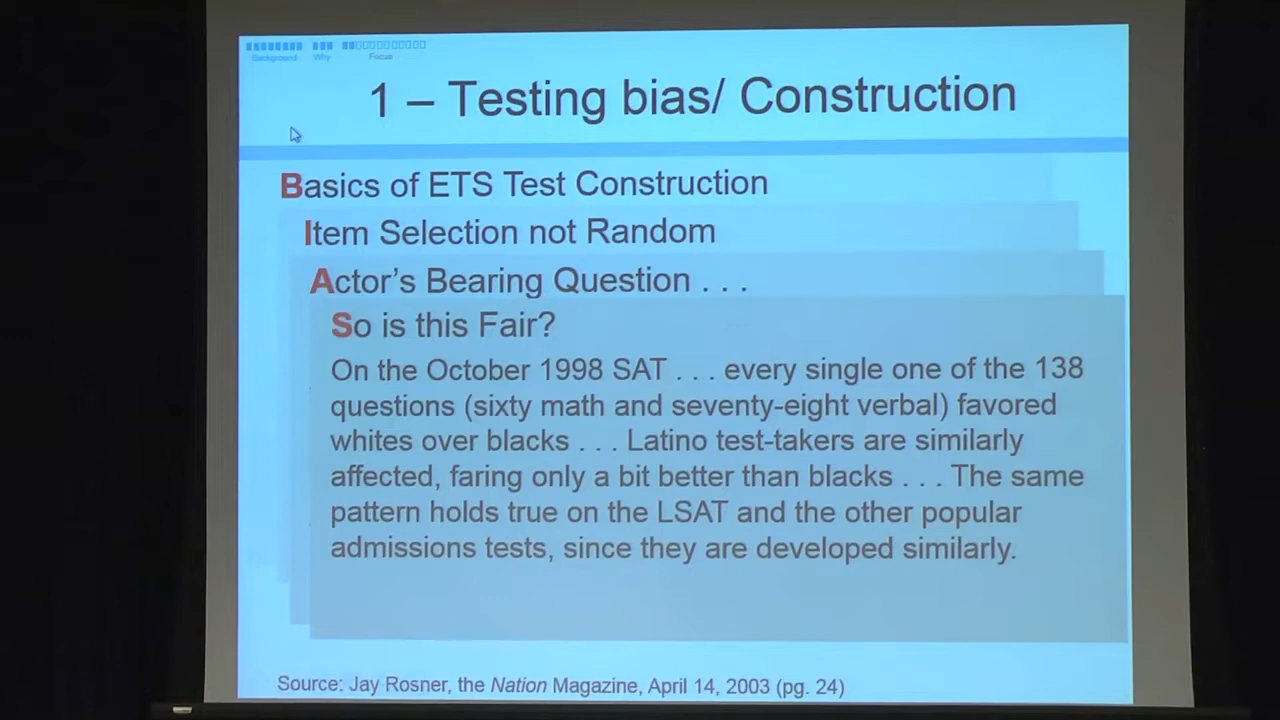 Background Why Focus
1 – Testing bias/ Construction
Basics of ETS Test Construction
Item Selection not Random
Actor's Bearing Question . . .
So is this Fair?
On the October 1998 SAT . . . every single one of the 138
questions (sixty math and seventy-eight verbal) favored
whites over blacks . . . Latino test-takers are similarly
affected, faring only a bit better than blacks . . . The same
pattern holds true on the LSAT and the other popular
admissions tests, since they are developed similarly.
Source: Jay Rosner, the Nation Magazine, April 14, 2003 (pg. 24)